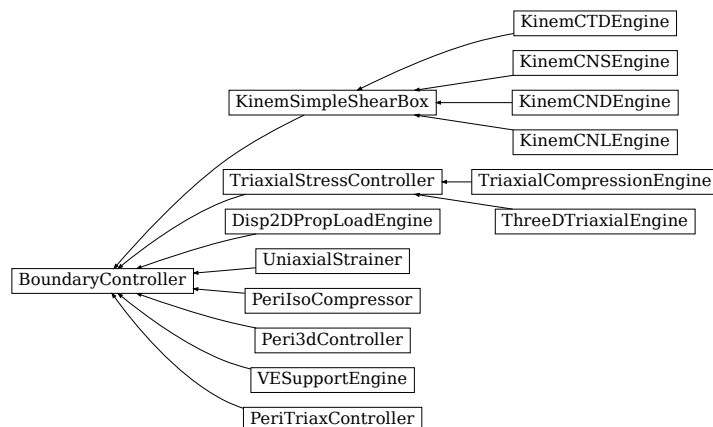 KinemCTDEngine
KinemCNSEngine
KinemSimpleShearBox
KinemCNDEngine
KinemCNLEngine
TriaxialStressController
TriaxialCompressionEngine
Disp2DPropLoadEngine
ThreeDTriaxialEngine
UniaxialStrainer
BoundaryController
PeriIsoCompressor
Peri3dController
VESupportEngine
PeriTriaxController